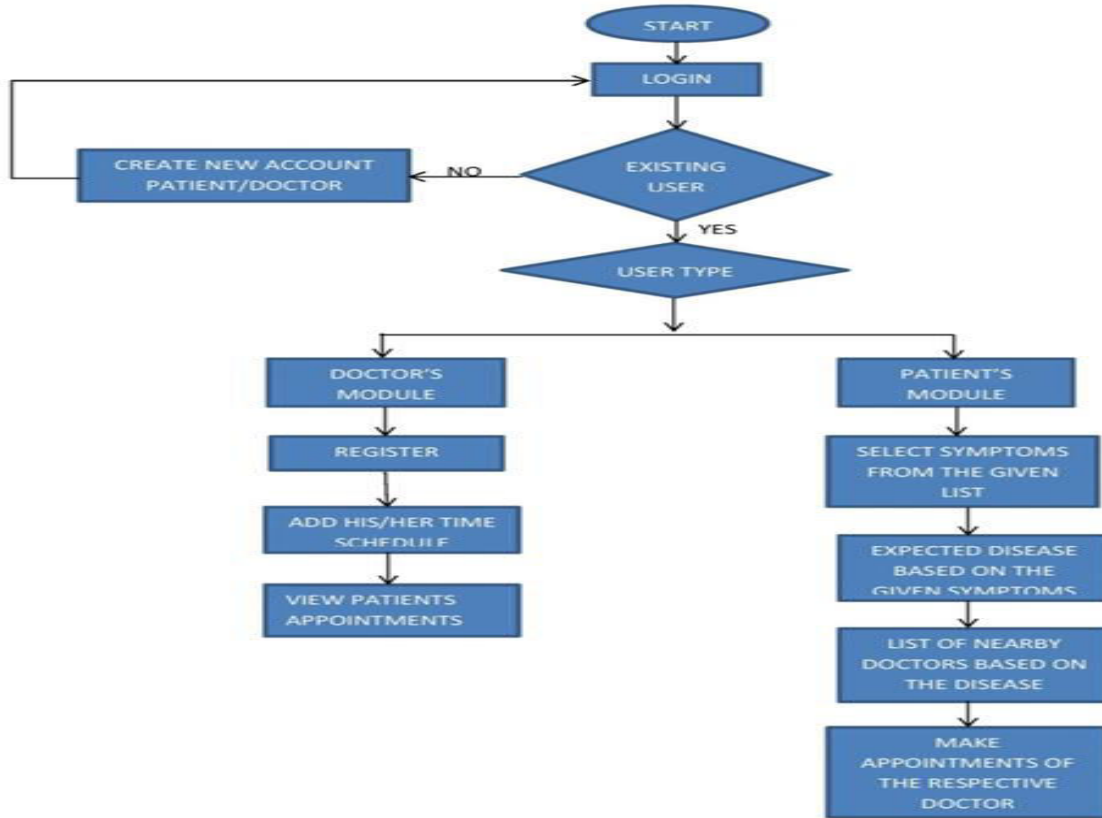 START
LOGIN
CREATE NEW ACCOUNT
PATIENT/DOCTOR
NO
EXISTING
USER
YES
USER TYPE
DOCTOR'S
MODULE
REGISTER
ADD HIS/HER TIME
SCHEDULE
VIEW PATIENTS
APPOINTMENTS
PATIENT'S
MODULE
SELECT SYMPTOMS
FROM THE GIVEN
LIST
EXPECTED DISEASE
BASED ON THE
GIVEN SYMPTOMS
LIST OF NEARBY
DOCTORS BASED ON
THE DISEASE
MAKE
APPOINTMENTS OF
THE RESPECTIVE
DOCTOR